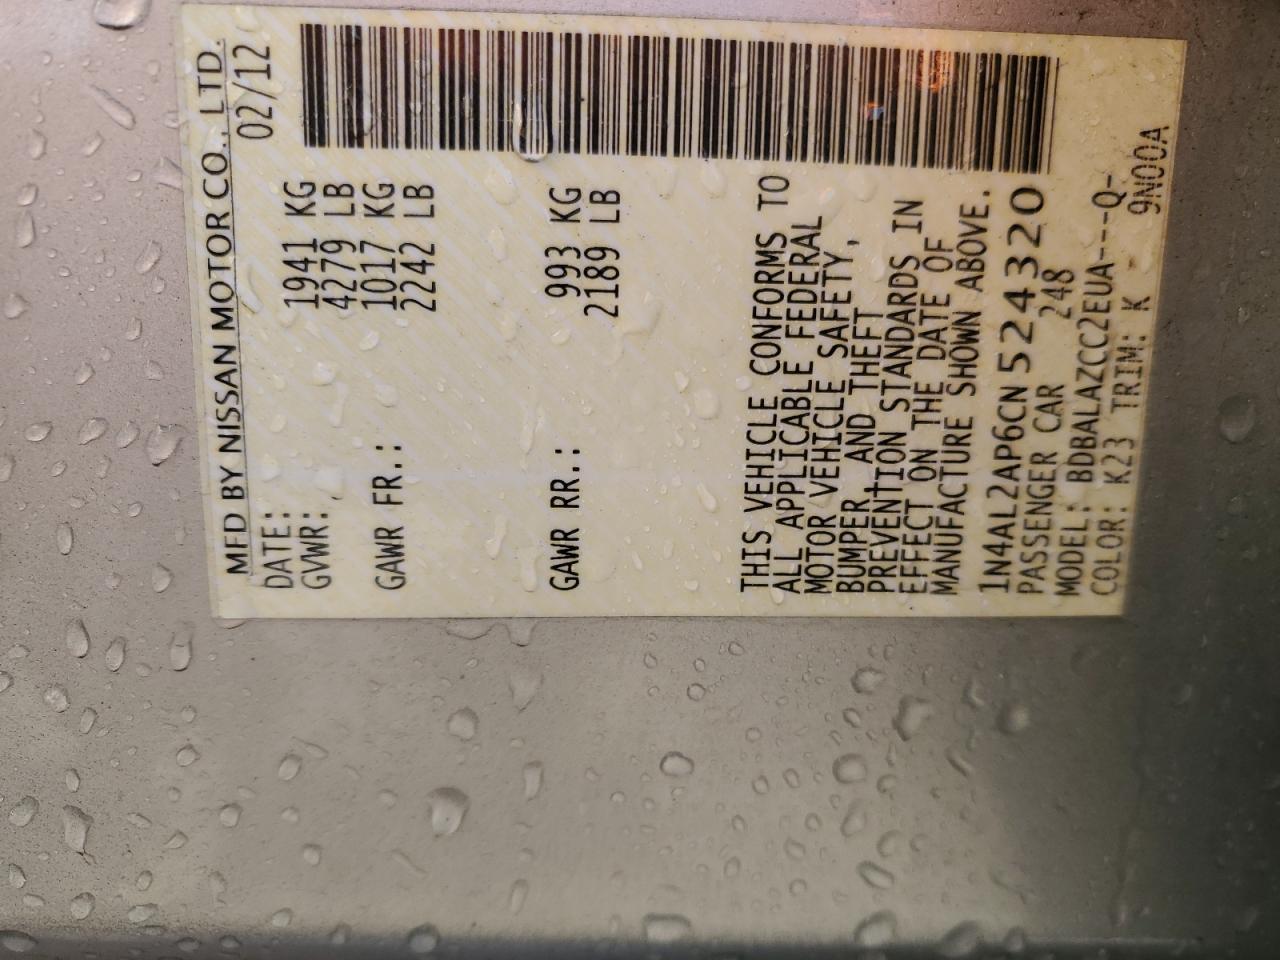 MFD BY NISSAN MOTOR CO., LTD.
DATE: 02/12
GVWR: 1941 KG
4279 LB
GAWR FR.: 1017 KG
2242 LB
GAWR RR.: 993 KG
2189 LB
THIS VEHICLE CONFORMS TO
ALL APPLICABLE FEDERAL
MOTOR VEHICLE SAFETY,
BUMPER, AND THEFT
PREVENTION STANDARDS IN
EFFECT ON THE DATE OF
MANUFACTURE SHOWN ABOVE.
1N4AL2AP6CN 524320
PASSENGER CAR 248
MODEL: BDBALAZCC2EUA----Q-
COLOR: K23 TRIM: K 9N00A